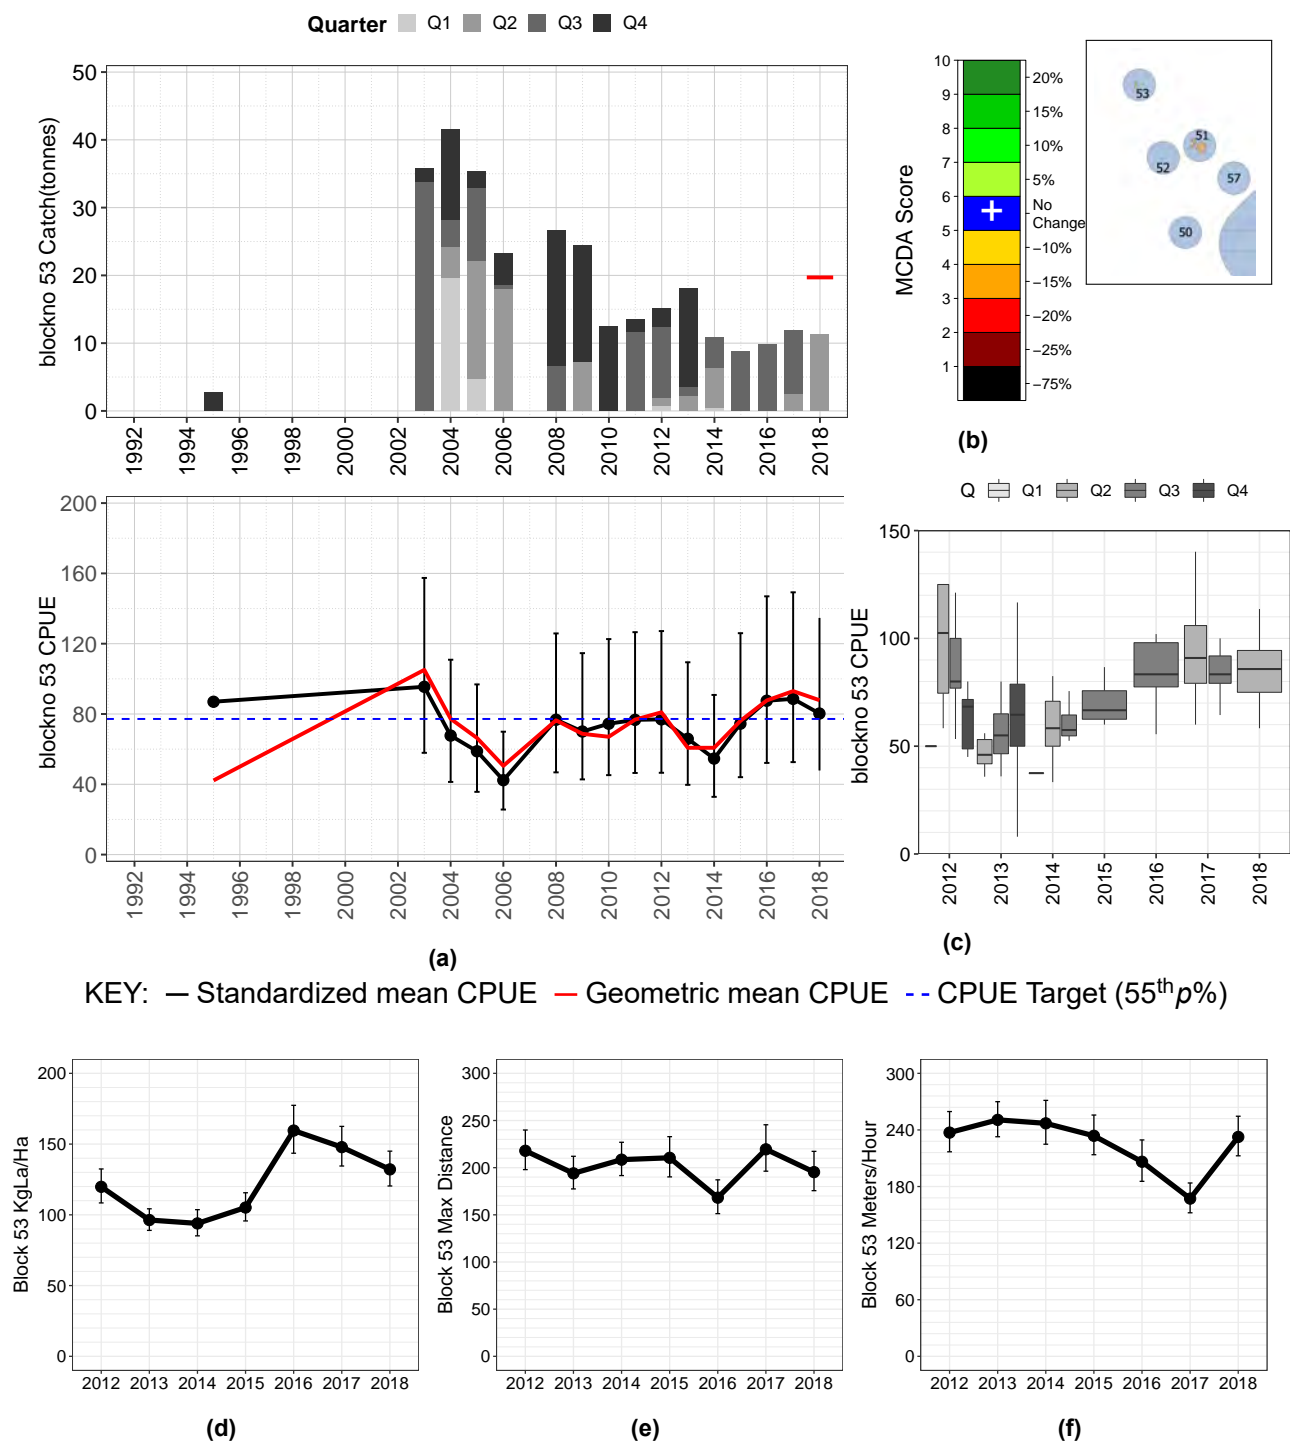 Quarter Q1 Q2 Q3 Q4
blockno 53 Catch(tonnes)
50
40
30
20
10
0
1992 1994 1996 1998 2000 2002 2004 2006 2008 2010 2012 2014 2016 2018
MCDA Score
10
9
8
7
6
5
4
3
2
1
20%
15%
10%
5%
No
Change
−10%
−15%
−20%
−25%
−75%
53
51
52
57
50
(b)
blockno 53 CPUE
200
160
120
80
40
0
1992 1994 1996 1998 2000 2002 2004 2006 2008 2010 2012 2014 2016 2018
(a)
Q Q1 Q2 Q3 Q4
blockno 53 CPUE
150
100
50
0
2012 2013 2014 2015 2016 2017 2018
(c)
KEY: Standardized mean CPUE Geometric mean CPUE CPUE Target (55th p%)
Block 53 KgLa/Ha
200
150
100
50
0
2012 2013 2014 2015 2016 2017 2018
(d)
Block 53 Max Distance
300
250
200
150
100
50
0
2012 2013 2014 2015 2016 2017 2018
(e)
Block 53 Meters/Hour
300
240
180
120
60
0
2012 2013 2014 2015 2016 2017 2018
(f)